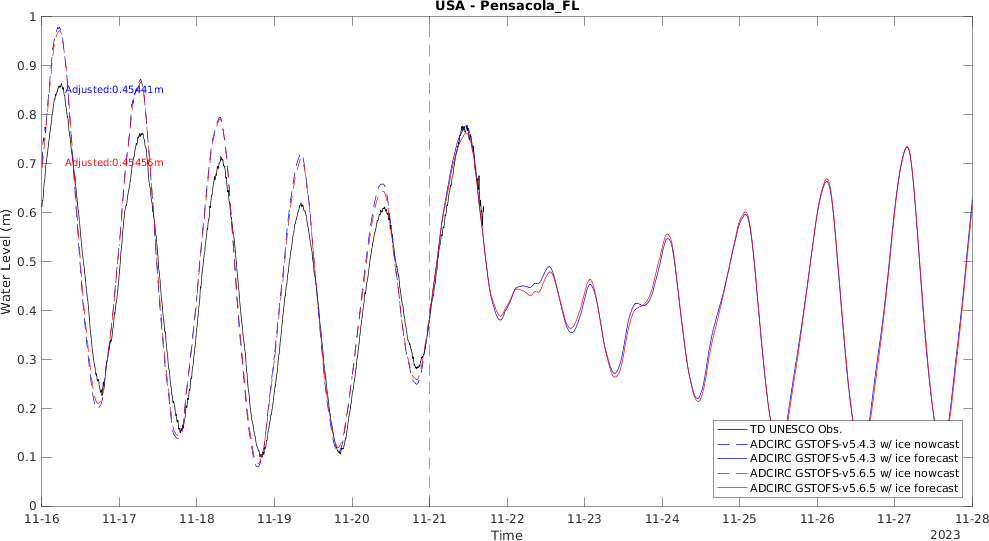 USA - Pensacola_FL
1
0.9
0.8
0.7
0.6
0.5
0.4
0.3
0.2
0.1
0
Water Level (m)
Adjusted:0.45441m
Adjusted:0.45456m
TD UNESCO Obs.
ADCIRC GSTOFS-v5.4.3 w/ ice nowcast
ADCIRC GSTOFS-v5.4.3 w/ ice forecast
ADCIRC GSTOFS-v5.6.5 w/ ice nowcast
ADCIRC GSTOFS-v5.6.5 w/ ice forecast
11-16 11-17 11-18 11-19 11-20 11-21 11-22 11-23 11-24 11-25 11-26 11-27 11-28
Time
2023